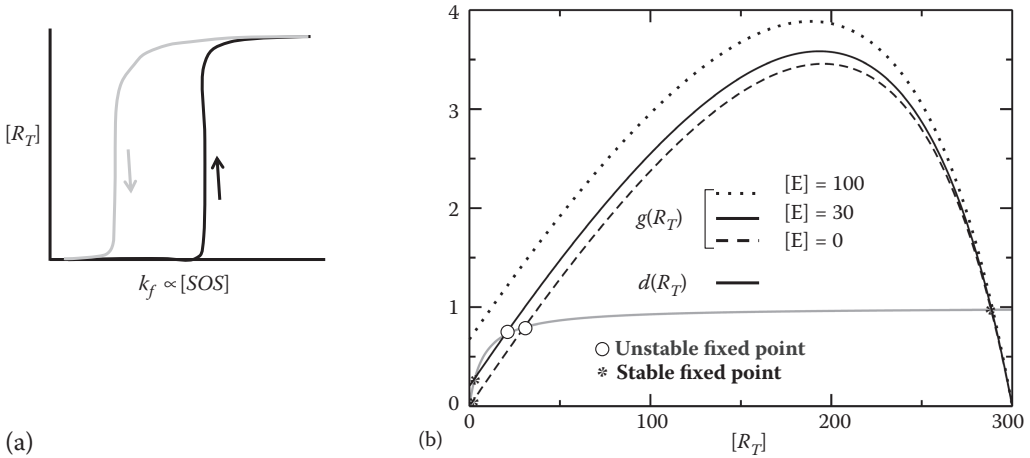 (a)
[R_T]
k_f ∝ [SOS]
(b)
4
3
2
1
0
0
100
200
300
[R_T]
g(R_T)
[E] = 100
[E] = 30
[E] = 0
d(R_T)
Unstable fixed point
Stable fixed point